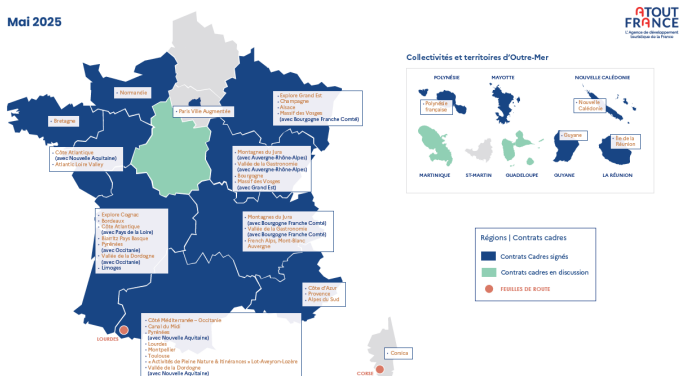 Mai 2025
ATOUT
FRANCE
L'Agence de développement
touristique de la France
Collectivités et territoires d'Outre-Mer
POLYNÉSIE
MAYOTTE
NOUVELLE CALÉDONIE
• Polynésie
française
• Nouvelle
Calédonie
• Guyane
• Île de la
Réunion
MARTINIQUE
ST-MARTIN
GUADELOUPE
GUYANE
LA RÉUNION
• Normandie
• Bretagne
• Paris Ville Augmentée
• Explore Grand Est
• Champagne
• Alsace
• Massif des Vosges
(avec Bourgogne Franche Comté)
• Côte Atlantique
(avec Nouvelle Aquitaine)
• Atlantic Loire Valley
• Montagnes du Jura
(avec Auvergne-Rhône-Alpes)
• Vallée de la Gastronomie
(avec Auvergne-Rhône-Alpes)
• Bourgogne
• Massif des Vosges
(avec Grand Est)
• Explore Cognac
• Bordeaux
• Côte Atlantique
(avec Pays de la Loire)
• Biarritz Pays Basque
• Pyrénées
(avec Occitanie)
• Vallée de la Dordogne
(avec Occitanie)
• Limoges
• Montagnes du Jura
(avec Bourgogne Franche Comté)
• Vallée de la Gastronomie
(avec Bourgogne Franche Comté)
• French Alps, Mont-Blanc
Auvergne
Régions | Contrats cadres
Contrats Cadres signés
Contrats cadres en discussion
FEUILLES DE ROUTE
• Côte d'Azur
• Provence
• Alpes du Sud
LOURDES
• Côté Méditerranée - Occitanie
• Canal du Midi
• Pyrénées
(avec Nouvelle Aquitaine)
• Lourdes
• Montpellier
• Toulouse
• « Activités de Pleine Nature & Itinérances » Lot-Aveyron-Lozère
• Vallée de la Dordogne
(avec Nouvelle Aquitaine)
• Corsica
CORSE